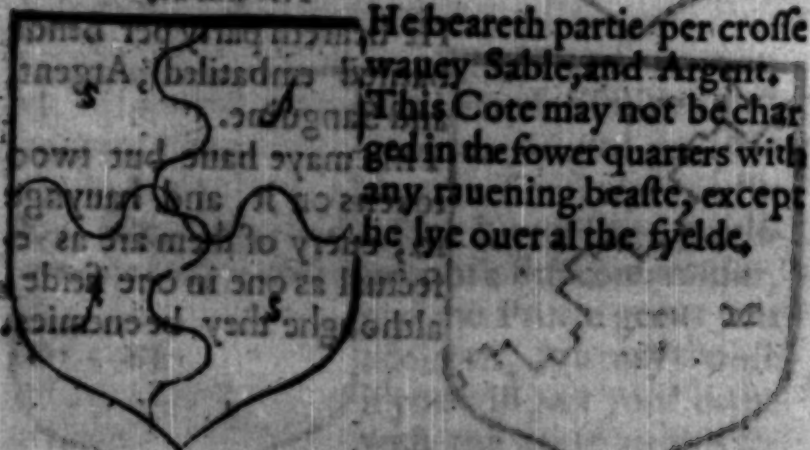 He beareth partie per croſſe
wauey Sable, and Argent.
This Cote may not be char
ged in the fower quarters with
any rauening beaſte, except
he lye ouer al the fyelde.
S A
A S